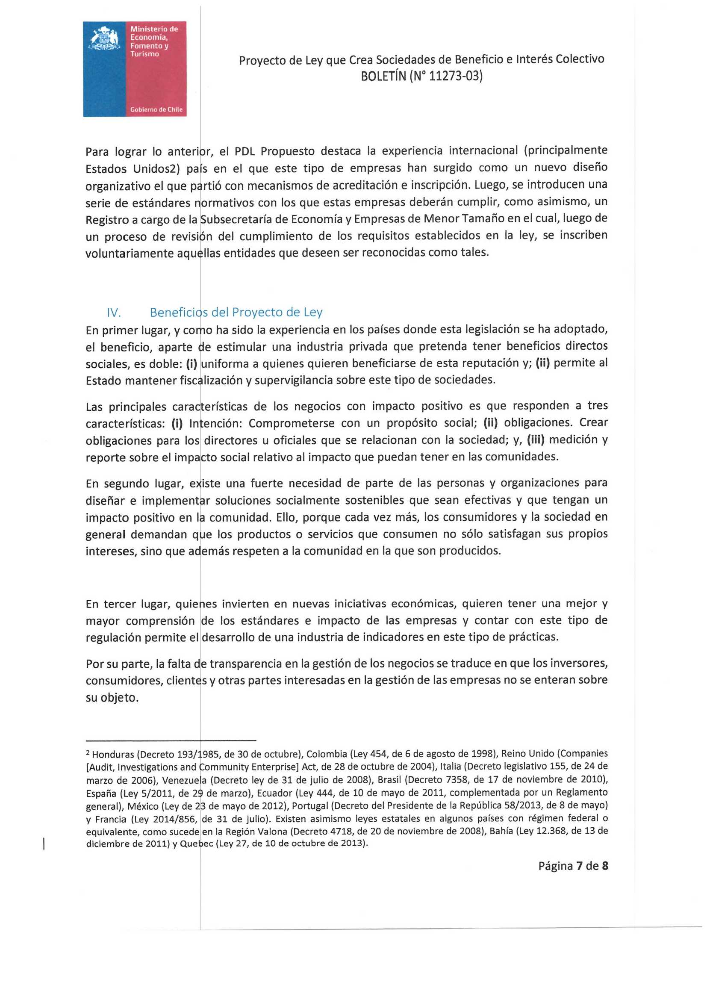 Ministerio de
Economía,
Fomento y
Turismo
Gobierno de Chile
Proyecto de Ley que Crea Sociedades de Beneficio e Interés Colectivo
BOLETÍN (N° 11273-03)
Para lograr lo anterior, el PDL Propuesto destaca la experiencia internacional (principalmente
Estados Unidos2) país en el que este tipo de empresas han surgido como un nuevo diseño
organizativo el que partió con mecanismos de acreditación e inscripción. Luego, se introducen una
serie de estándares normativos con los que estas empresas deberán cumplir, como asimismo, un
Registro a cargo de la Subsecretaría de Economía y Empresas de Menor Tamaño en el cual, luego de
un proceso de revisión del cumplimiento de los requisitos establecidos en la ley, se inscriben
voluntariamente aquellas entidades que deseen ser reconocidas como tales.
IV. Beneficios del Proyecto de Ley
En primer lugar, y como ha sido la experiencia en los países donde esta legislación se ha adoptado,
el beneficio, aparte de estimular una industria privada que pretenda tener beneficios directos
sociales, es doble: (i) uniforma a quienes quieren beneficiarse de esta reputación y; (ii) permite al
Estado mantener fiscalización y supervigilancia sobre este tipo de sociedades.
Las principales características de los negocios con impacto positivo es que responden a tres
características: (i) Intención: Comprometerse con un propósito social; (ii) obligaciones. Crear
obligaciones para los directores u oficiales que se relacionan con la sociedad; y, (iii) medición y
reporte sobre el impacto social relativo al impacto que puedan tener en las comunidades.
En segundo lugar, existe una fuerte necesidad de parte de las personas y organizaciones para
diseñar e implementar soluciones socialmente sostenibles que sean efectivas y que tengan un
impacto positivo en la comunidad. Ello, porque cada vez más, los consumidores y la sociedad en
general demandan que los productos o servicios que consumen no sólo satisfagan sus propios
intereses, sino que además respeten a la comunidad en la que son producidos.
En tercer lugar, quienes invierten en nuevas iniciativas económicas, quieren tener una mejor y
mayor comprensión de los estándares e impacto de las empresas y contar con este tipo de
regulación permite el desarrollo de una industria de indicadores en este tipo de prácticas.
Por su parte, la falta de transparencia en la gestión de los negocios se traduce en que los inversores,
consumidores, clientes y otras partes interesadas en la gestión de las empresas no se enteran sobre
su objeto.
2 Honduras (Decreto 193/1985, de 30 de octubre), Colombia (Ley 454, de 6 de agosto de 1998), Reino Unido (Companies
[Audit, Investigations and Community Enterprise] Act, de 28 de octubre de 2004), Italia (Decreto legislativo 155, de 24 de
marzo de 2006), Venezuela (Decreto ley de 31 de julio de 2008), Brasil (Decreto 7358, de 17 de noviembre de 2010),
España (Ley 5/2011, de 29 de marzo), Ecuador (Ley 444, de 10 de mayo de 2011, complementada por un Reglamento
general), México (Ley de 23 de mayo de 2012), Portugal (Decreto del Presidente de la República 58/2013, de 8 de mayo)
y Francia (Ley 2014/856, de 31 de julio). Existen asimismo leyes estatales en algunos países con régimen federal o
equivalente, como sucede en la Región Valona (Decreto 4718, de 20 de noviembre de 2008), Bahía (Ley 12.368, de 13 de
diciembre de 2011) y Quebec (Ley 27, de 10 de octubre de 2013).
Página 7 de 8